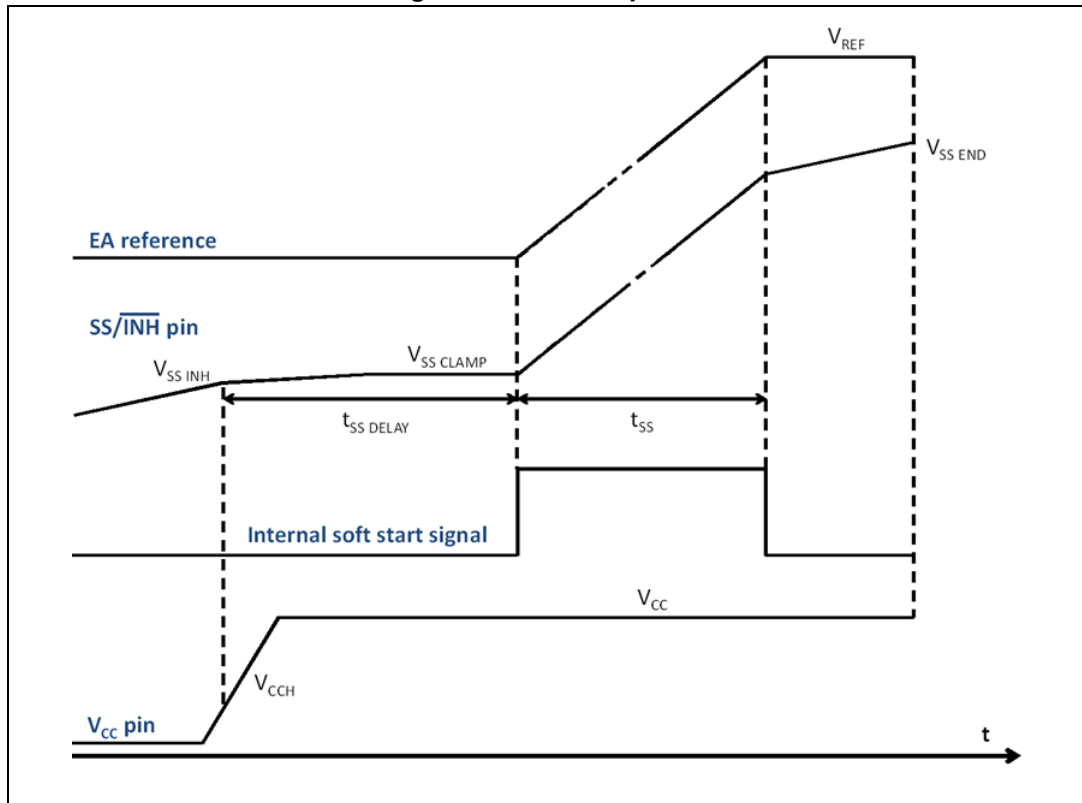 V_REF
V_SS END
EA reference
SS/I̅N̅H̅ pin
V_SS INH
V_SS CLAMP
t_SS DELAY
t_SS
Internal soft start signal
V_CC
V_CCH
V_CC pin
t